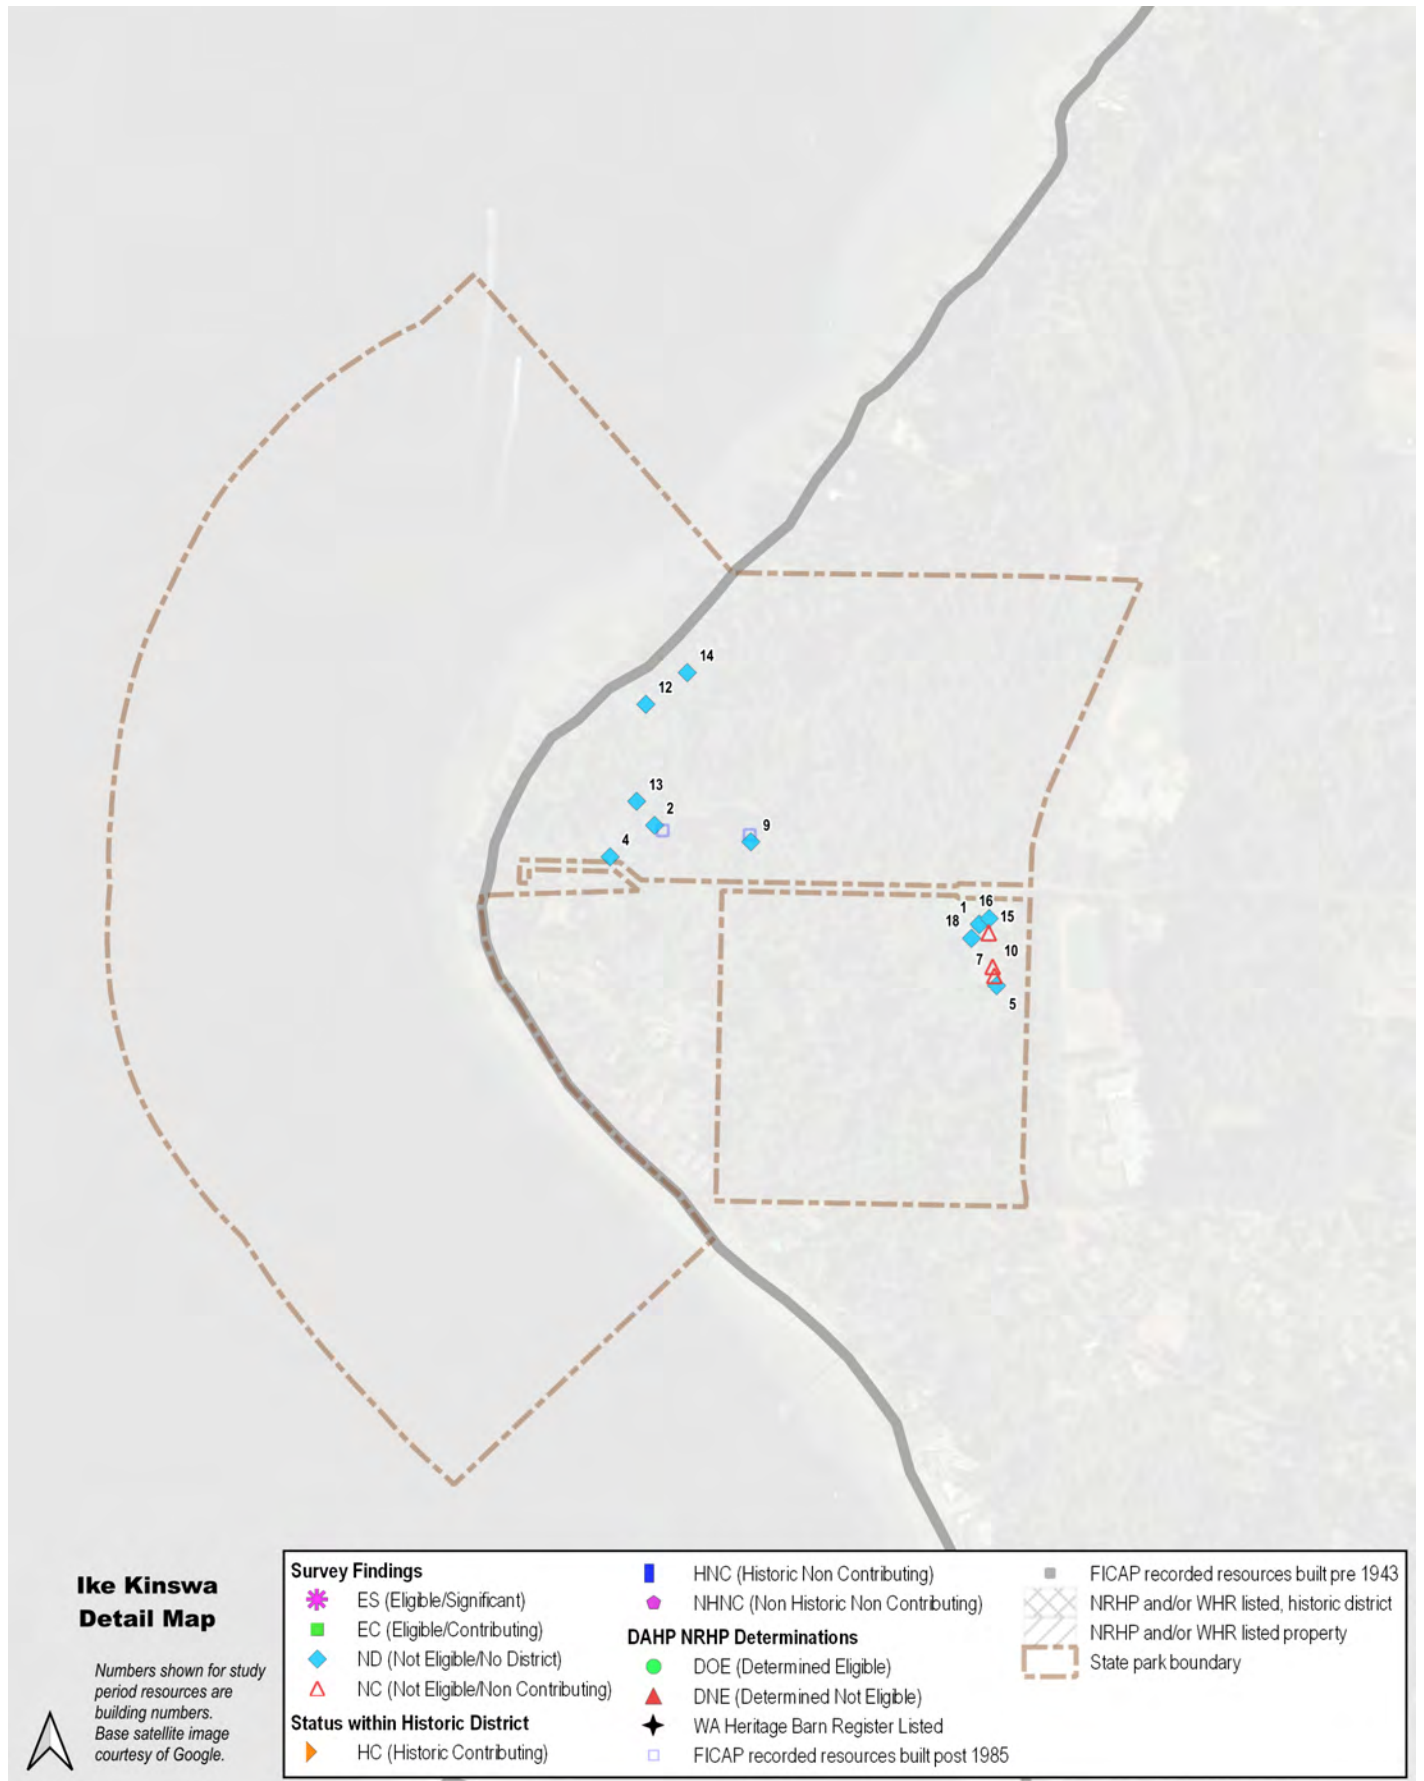 14
12
13
2
4
9
1
16
18
15
7
10
5
Ike Kinswa
Detail Map
Numbers shown for study
period resources are
building numbers.
Base satellite image
courtesy of Google.
Survey Findings
ES (Eligible/Significant)
EC (Eligible/Contributing)
ND (Not Eligible/No District)
NC (Not Eligible/Non Contributing)
Status within Historic District
HC (Historic Contributing)
HNC (Historic Non Contributing)
NHNC (Non Historic Non Contributing)
DAHP NRHP Determinations
DOE (Determined Eligible)
DNE (Determined Not Eligible)
WA Heritage Barn Register Listed
FICAP recorded resources built post 1985
FICAP recorded resources built pre 1943
NRHP and/or WHR listed, historic district
NRHP and/or WHR listed property
State park boundary